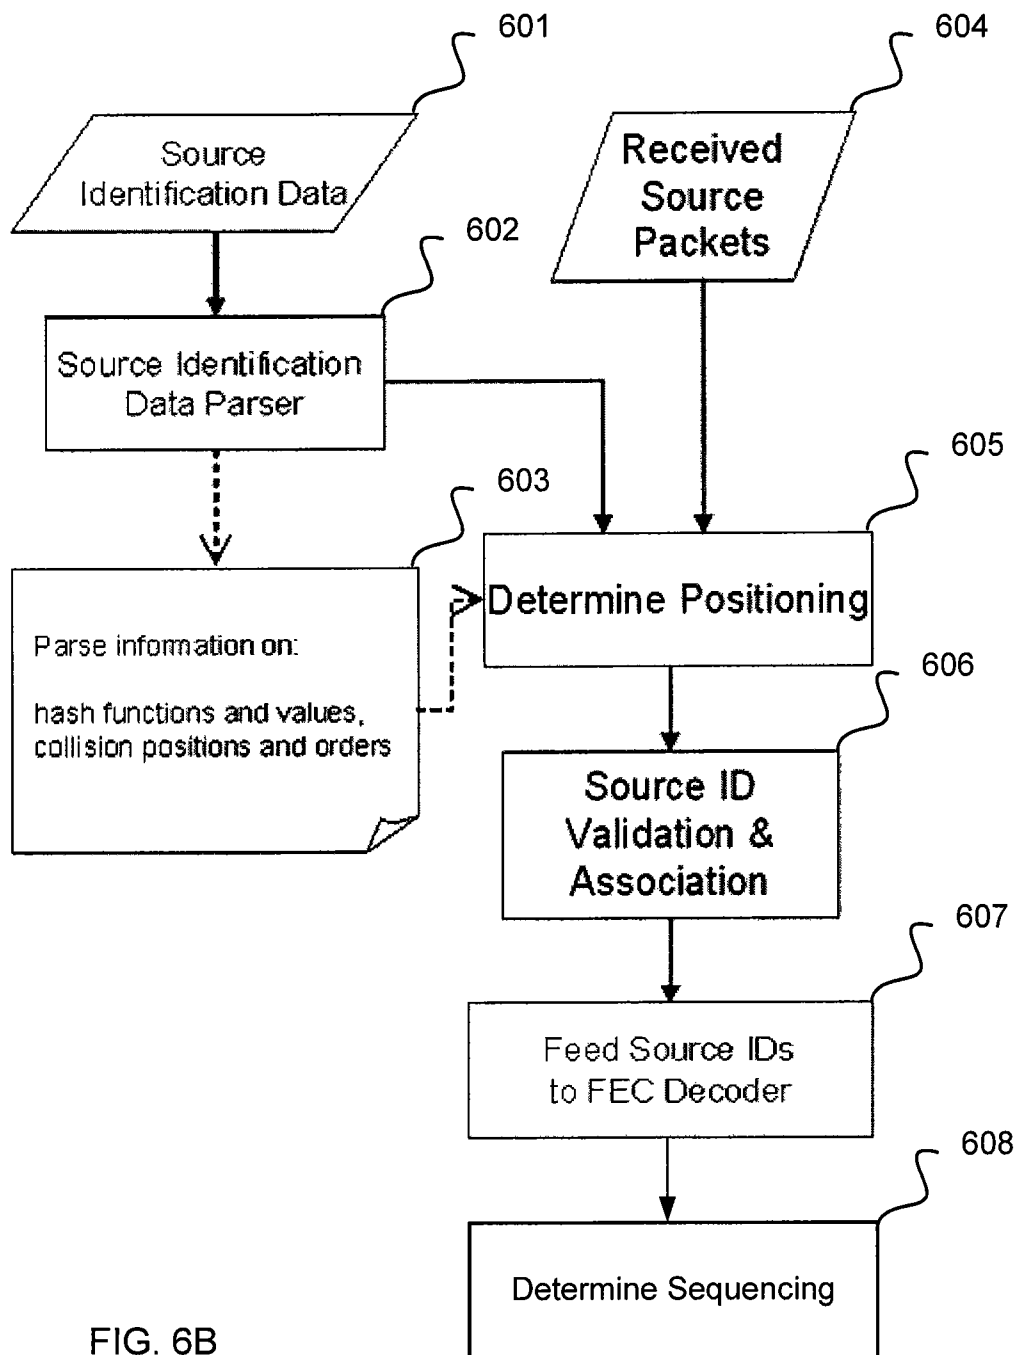 601
604
Source
Identification Data
Received
Source
Packets
602
Source Identification
Data Parser
605
603
Determine Positioning
Parse information on:
hash functions and values,
collision positions and orders
606
Source ID
Validation &
Association
607
Feed Source IDs
to FEC Decoder
608
Determine Sequencing
FIG. 6B